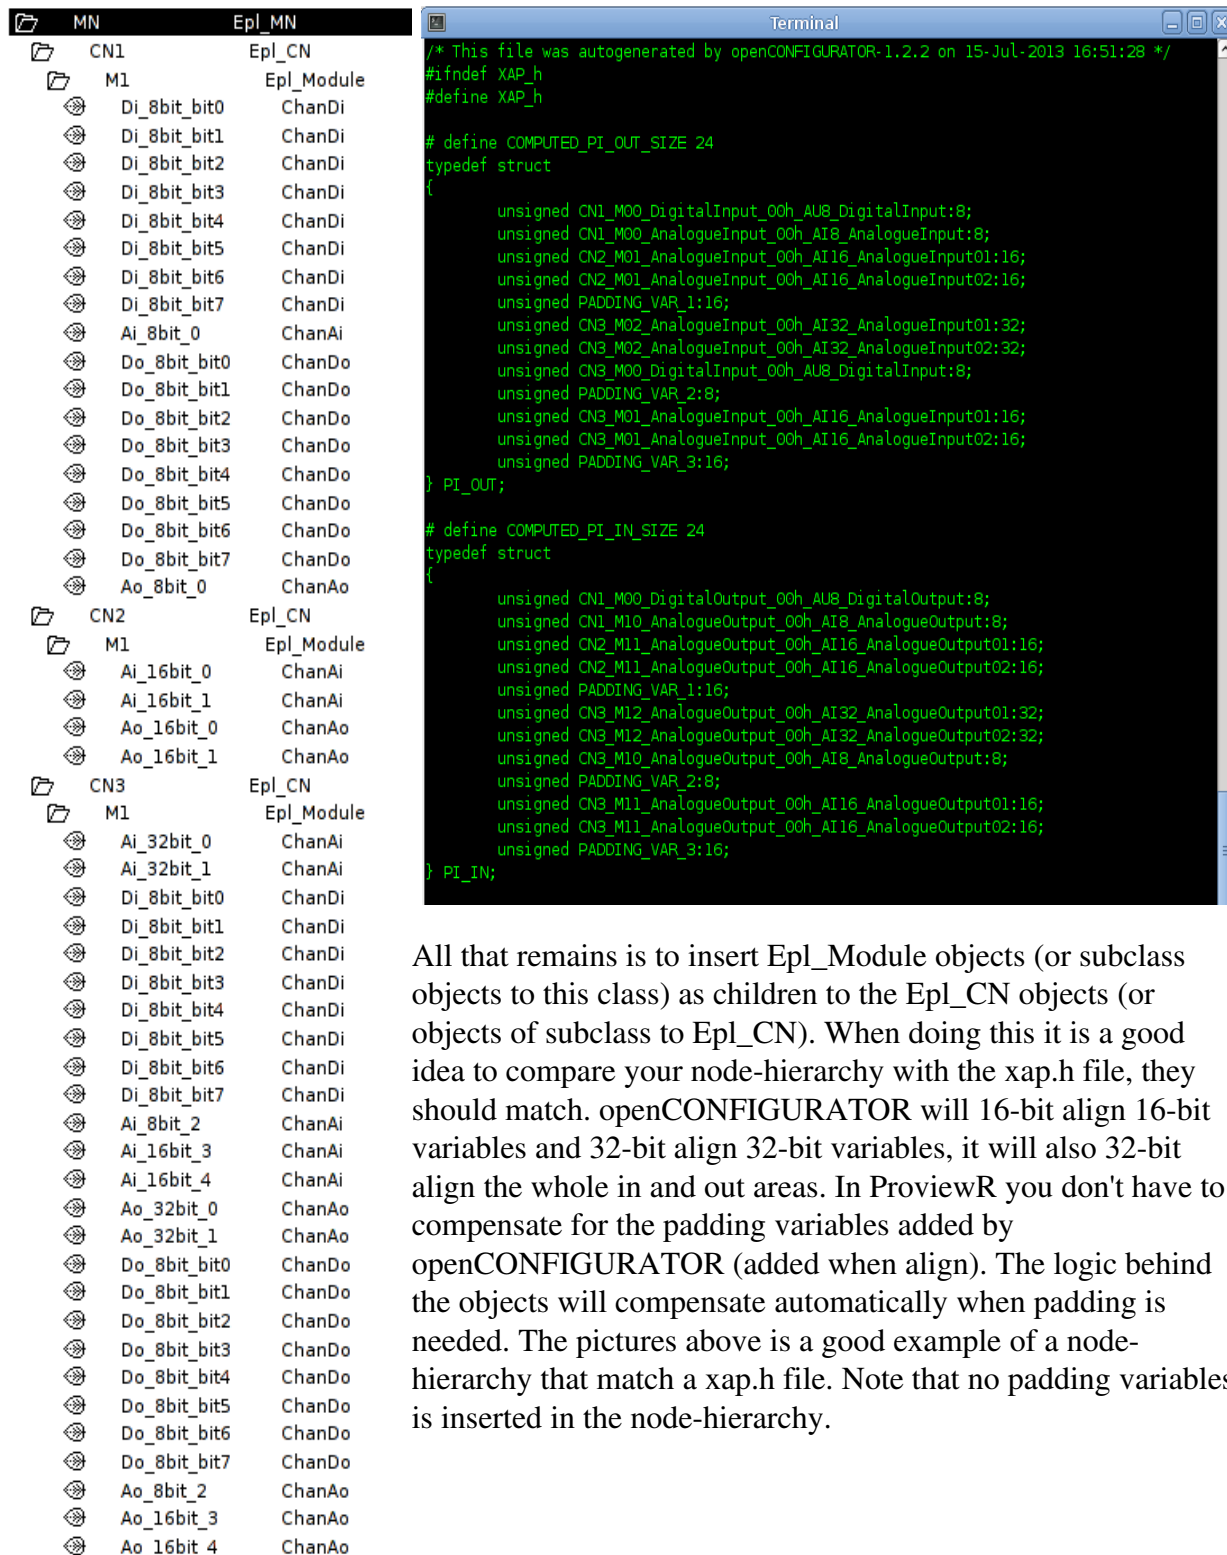 MN Epl_MN
CN1 Epl_CN
M1 Epl_Module
Di_8bit_bit0 ChanDi
Di_8bit_bit1 ChanDi
Di_8bit_bit2 ChanDi
Di_8bit_bit3 ChanDi
Di_8bit_bit4 ChanDi
Di_8bit_bit5 ChanDi
Di_8bit_bit6 ChanDi
Di_8bit_bit7 ChanDi
Ai_8bit_0 ChanAi
Do_8bit_bit0 ChanDo
Do_8bit_bit1 ChanDo
Do_8bit_bit2 ChanDo
Do_8bit_bit3 ChanDo
Do_8bit_bit4 ChanDo
Do_8bit_bit5 ChanDo
Do_8bit_bit6 ChanDo
Do_8bit_bit7 ChanDo
Ao_8bit_0 ChanAo
CN2 Epl_CN
M1 Epl_Module
Ai_16bit_0 ChanAi
Ai_16bit_1 ChanAi
Ao_16bit_0 ChanAo
Ao_16bit_1 ChanAo
CN3 Epl_CN
M1 Epl_Module
Ai_32bit_0 ChanAi
Ai_32bit_1 ChanAi
Di_8bit_bit0 ChanDi
Di_8bit_bit1 ChanDi
Di_8bit_bit2 ChanDi
Di_8bit_bit3 ChanDi
Di_8bit_bit4 ChanDi
Di_8bit_bit5 ChanDi
Di_8bit_bit6 ChanDi
Di_8bit_bit7 ChanDi
Ai_8bit_2 ChanAi
Ai_16bit_3 ChanAi
Ai_16bit_4 ChanAi
Ao_32bit_0 ChanAo
Ao_32bit_1 ChanAo
Do_8bit_bit0 ChanDo
Do_8bit_bit1 ChanDo
Do_8bit_bit2 ChanDo
Do_8bit_bit3 ChanDo
Do_8bit_bit4 ChanDo
Do_8bit_bit5 ChanDo
Do_8bit_bit6 ChanDo
Do_8bit_bit7 ChanDo
Ao_8bit_2 ChanAo
Ao_16bit_3 ChanAo
Ao_16bit_4 ChanAo
Terminal
/* This file was autogenerated by openCONFIGURATOR-1.2.2 on 15-Jul-2013 16:51:28 */
#ifndef XAP_h
#define XAP_h
# define COMPUTED_PI_OUT_SIZE 24
typedef struct
{
unsigned CN1_M00_DigitalInput_00h_AU8_DigitalInput:8;
unsigned CN1_M00_AnalogueInput_00h_AI8_AnalogueInput:8;
unsigned CN2_M01_AnalogueInput_00h_AI16_AnalogueInput01:16;
unsigned CN2_M01_AnalogueInput_00h_AI16_AnalogueInput02:16;
unsigned PADDING_VAR_1:16;
unsigned CN3_M02_AnalogueInput_00h_AI32_AnalogueInput01:32;
unsigned CN3_M02_AnalogueInput_00h_AI32_AnalogueInput02:32;
unsigned CN3_M00_DigitalInput_00h_AU8_DigitalInput:8;
unsigned PADDING_VAR_2:8;
unsigned CN3_M01_AnalogueInput_00h_AI16_AnalogueInput01:16;
unsigned CN3_M01_AnalogueInput_00h_AI16_AnalogueInput02:16;
unsigned PADDING_VAR_3:16;
} PI_OUT;
# define COMPUTED_PI_IN_SIZE 24
typedef struct
{
unsigned CN1_M00_DigitalOutput_00h_AU8_DigitalOutput:8;
unsigned CN1_M10_AnalogueOutput_00h_AI8_AnalogueOutput:8;
unsigned CN2_M11_AnalogueOutput_00h_AI16_AnalogueOutput01:16;
unsigned CN2_M11_AnalogueOutput_00h_AI16_AnalogueOutput02:16;
unsigned PADDING_VAR_1:16;
unsigned CN3_M12_AnalogueOutput_00h_AI32_AnalogueOutput01:32;
unsigned CN3_M12_AnalogueOutput_00h_AI32_AnalogueOutput02:32;
unsigned CN3_M10_AnalogueOutput_00h_AI8_AnalogueOutput:8;
unsigned PADDING_VAR_2:8;
unsigned CN3_M11_AnalogueOutput_00h_AI16_AnalogueOutput01:16;
unsigned CN3_M11_AnalogueOutput_00h_AI16_AnalogueOutput02:16;
unsigned PADDING_VAR_3:16;
} PI_IN;
All that remains is to insert Epl_Module objects (or subclass
objects to this class) as children to the Epl_CN objects (or
objects of subclass to Epl_CN). When doing this it is a good
idea to compare your node-hierarchy with the xap.h file, they
should match. openCONFIGURATOR will 16-bit align 16-bit
variables and 32-bit align 32-bit variables, it will also 32-bit
align the whole in and out areas. In ProviewR you don't have to
compensate for the padding variables added by
openCONFIGURATOR (added when align). The logic behind
the objects will compensate automatically when padding is
needed. The pictures above is a good example of a node-
hierarchy that match a xap.h file. Note that no padding variables
is inserted in the node-hierarchy.